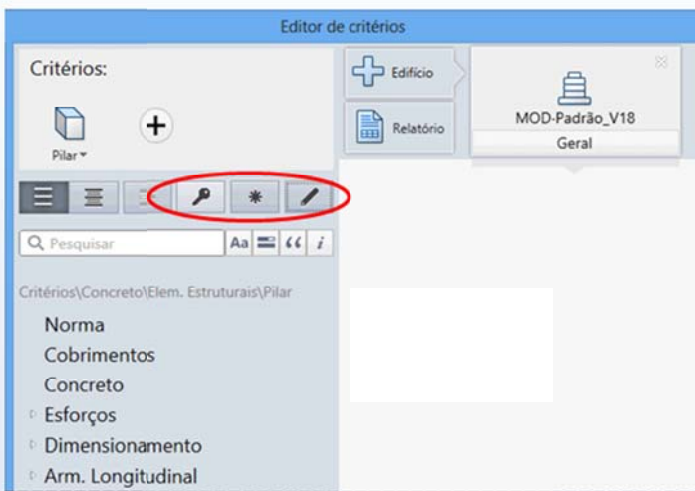 Editor de critérios
Critérios:
Pilar
Edifício
Relatório
MOD-Padrão_V18
Geral
Pesquisar
Aa
i
Critérios\Concreto\Elem. Estruturais\Pilar
Norma
Cobrimentos
Concreto
Esforços
Dimensionamento
Arm. Longitudinal